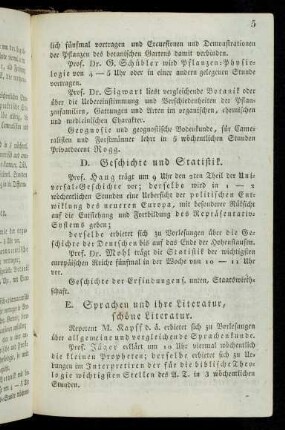 5
lich fünfmal vortragen und Excursionen und Demonstrationen
der Pflanzen des botanischen Gartens damit verbinden.
Prof. Dr. G. Schübler wird Pflanzen-Physio-
logie von 4 — 5 Uhr oder in einer andern gelegenen Stunde
vortragen.
Prof. Dr. Sigwart liest vergleichende Botanik oder
über die Uebereinstimmung und Verschiedenheiten der Pflan-
zenfamilien, Gattungen und Arten im organischen, chemischen
und medicinischen Charakter.
Geognosie und geognostische Bodenkunde, für Came-
ralisten und Forstmänner lehrt in 5 wöchentlichen Stunden
Privatdocent Rogg.
D. Geschichte und Statistik.
Prof. Haug trägt um 9 Uhr den 2ten Theil der Uni-
versal-Geschichte vor; derselbe wird in
wöchentlichen Stunden eine Uebersicht der politischen Ent-
wicklung des neuern Europa, mit besonderer Rücksicht
auf die Entstehung und Fortbildung des Repräsentativ-
Systems geben;
derselbe erbietet sich zu Vorlesungen über die Ge-
schichte der Deutschen bis auf das Ende der Hohenstaufen.
Prof. Dr. Mohl trägt die Statistik der wichtigsten
europäischen Reiche fünfmal in der Woche von 10 — 11 Uhr
vor.
Geschichte der Erfindungen s. unten, Staatswirth-
schaft.
E. Sprachen und ihre Literatur,
schöne Literatur.
Repetent M. Kapff d. ä. erbietet sich zu Vorlesungen
über allgemeine und vergleichende Sprachenkunde.
Prof. Jäger erklärt um 10 Uhr viermal wöchentlich
die kleinen Propheten; derselbe erbietet sich zu
Uebungen im Interpretiren der für die biblische Theo-
logie wichtigsten Stellen des A. T. in 3 wöchentlichen
Stunden.